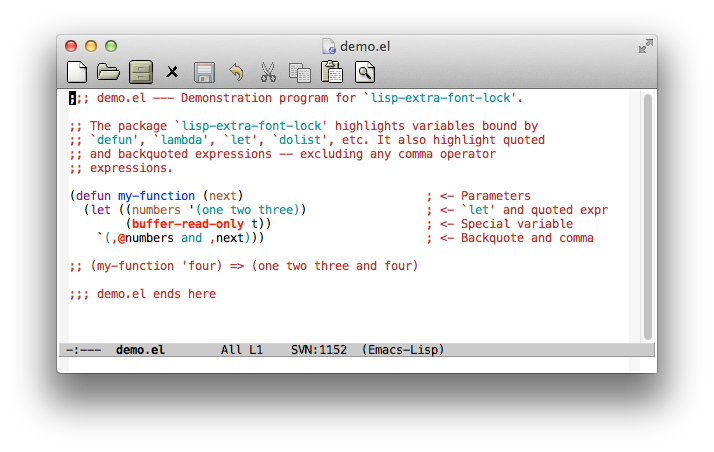 demo.el
;;; demo.el --- Demonstration program for `lisp-extra-font-lock'.
;; The package `lisp-extra-font-lock' highlights variables bound by
;; `defun', `lambda', `let', `dolist', etc. It also highlight quoted
;; and backquoted expressions -- excluding any comma operator
;; expressions.
(defun my-function (next)                          ; <- Parameters
  (let ((numbers '(one two three))                 ; <- `let' and quoted expr
        (buffer-read-only t))                      ; <- Special variable
    `(,@numbers and ,next)))                       ; <- Backquote and comma
;; (my-function 'four) => (one two three and four)
;;; demo.el ends here
-:---  demo.el        All L1    SVN:1152  (Emacs-Lisp)